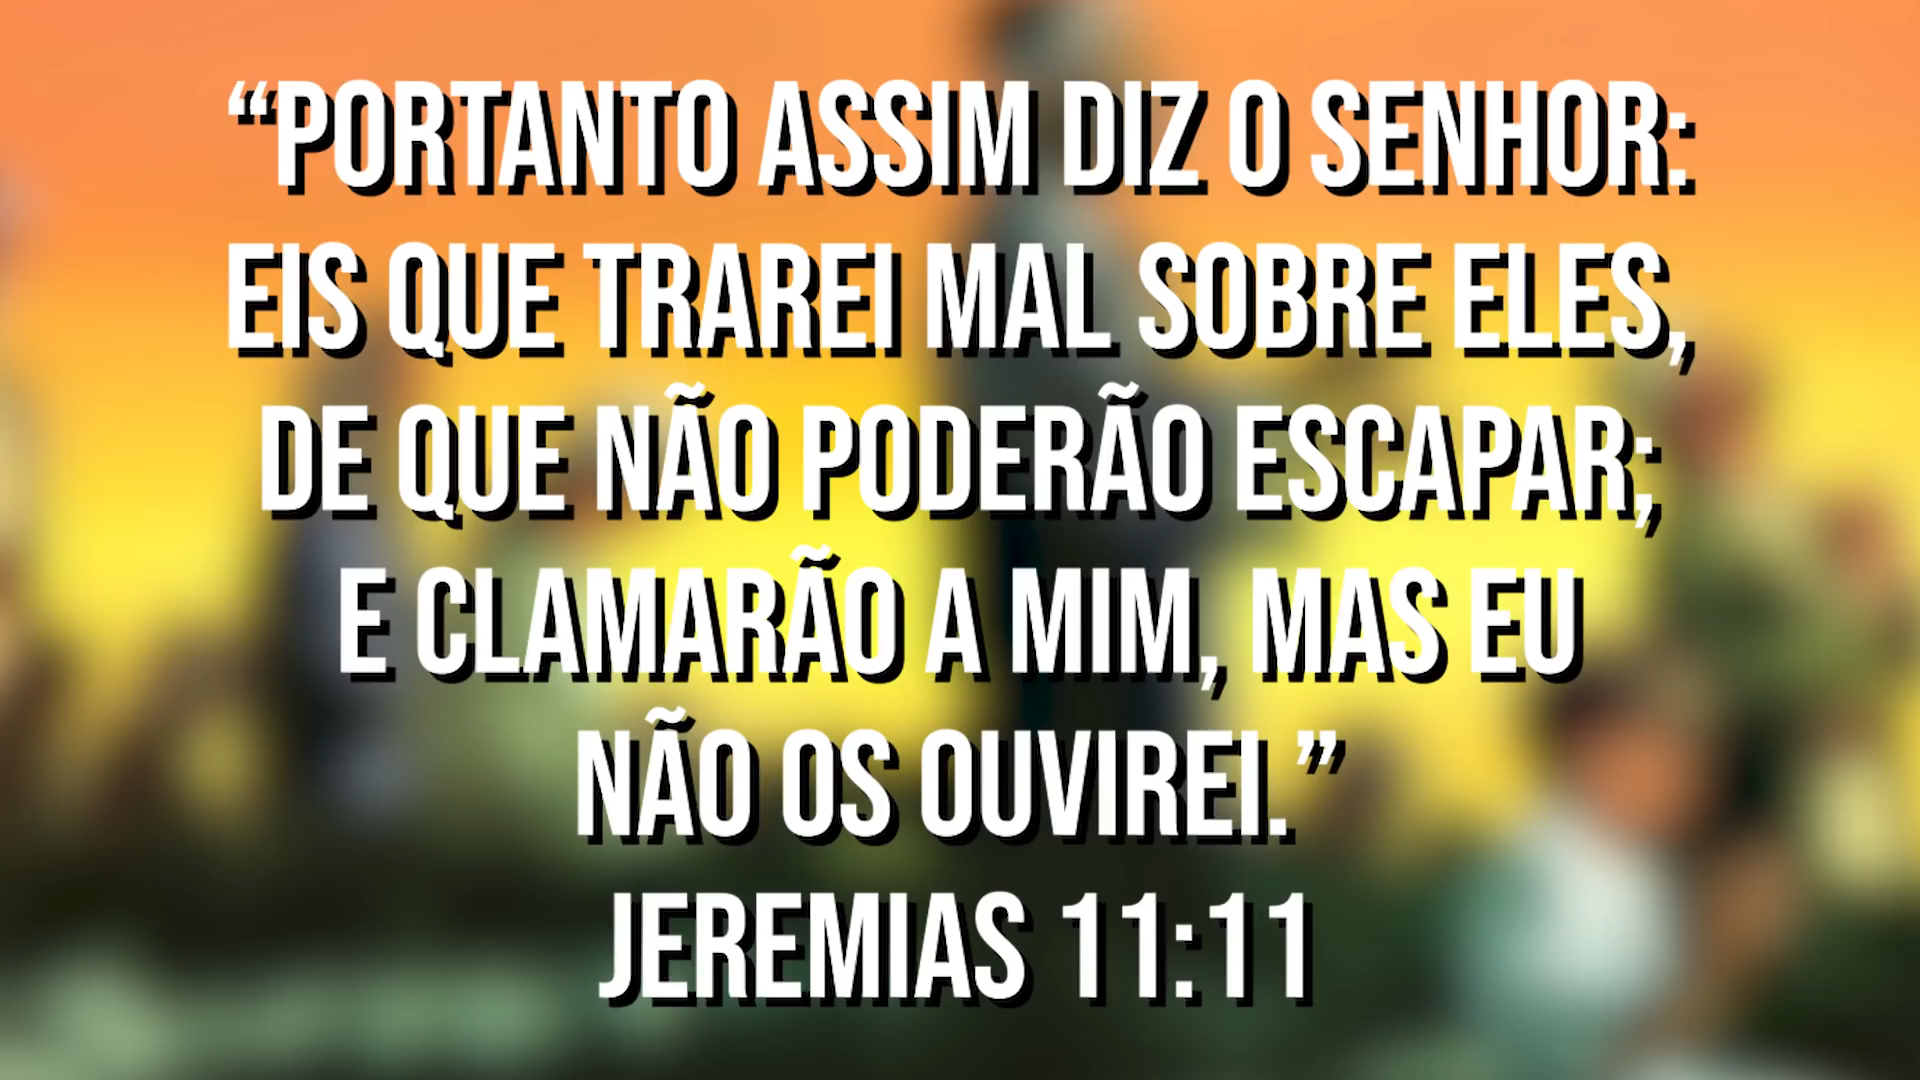 “PORTANTO ASSIM DIZ O SENHOR:
EIS QUE TRAREI MAL SOBRE ELES,
DE QUE NÃO PODERÃO ESCAPAR;
E CLAMARÃO A MIM, MAS EU
NÃO OS OUVIREI.”
JEREMIAS 11:11